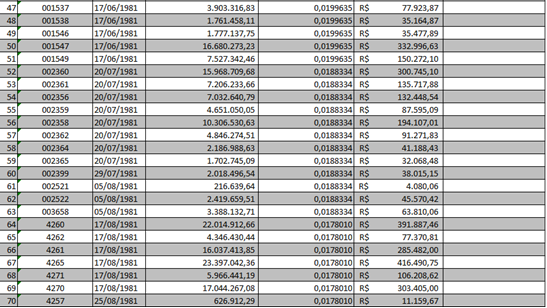 47 001537 17/06/1981 3.903.316,83 0,0199635 R$ 77.923,87
48 001538 17/06/1981 1.761.458,11 0,0199635 R$ 35.164,87
49 001546 17/06/1981 1.777.137,75 0,0199635 R$ 35.477,89
50 001547 17/06/1981 16.680.273,23 0,0199635 R$ 332.996,63
51 001549 17/06/1981 7.527.342,46 0,0199635 R$ 150.272,10
52 002360 20/07/1981 15.968.709,68 0,0188334 R$ 300.745,10
53 002361 20/07/1981 7.206.233,66 0,0188334 R$ 135.717,88
54 002356 20/07/1981 7.032.640,79 0,0188334 R$ 132.448,54
55 002359 20/07/1981 4.651.050,05 0,0188334 R$ 87.595,09
56 002358 20/07/1981 10.306.530,63 0,0188334 R$ 194.107,01
57 002362 20/07/1981 4.846.274,51 0,0188334 R$ 91.271,83
58 002364 20/07/1981 2.186.988,63 0,0188334 R$ 41.188,43
59 002365 20/07/1981 1.702.745,09 0,0188334 R$ 32.068,48
60 002399 29/07/1981 2.018.496,54 0,0188334 R$ 38.015,15
61 002521 05/08/1981 216.639,64 0,0188334 R$ 4.080,06
62 002522 05/08/1981 2.419.659,51 0,0188334 R$ 45.570,42
63 003658 05/08/1981 3.388.132,71 0,0188334 R$ 63.810,06
64 4260 17/08/1981 22.014.912,66 0,0178010 R$ 391.887,46
65 4262 17/08/1981 4.346.430,44 0,0178010 R$ 77.370,81
66 4261 17/08/1981 16.037.413,85 0,0178010 R$ 285.482,00
67 4265 17/08/1981 23.397.042,36 0,0178010 R$ 416.490,75
68 4271 17/08/1981 5.966.441,19 0,0178010 R$ 106.208,62
69 4270 17/08/1981 17.044.267,08 0,0178010 R$ 303.405,00
70 4257 25/08/1981 626.912,29 0,0178010 R$ 11.159,67